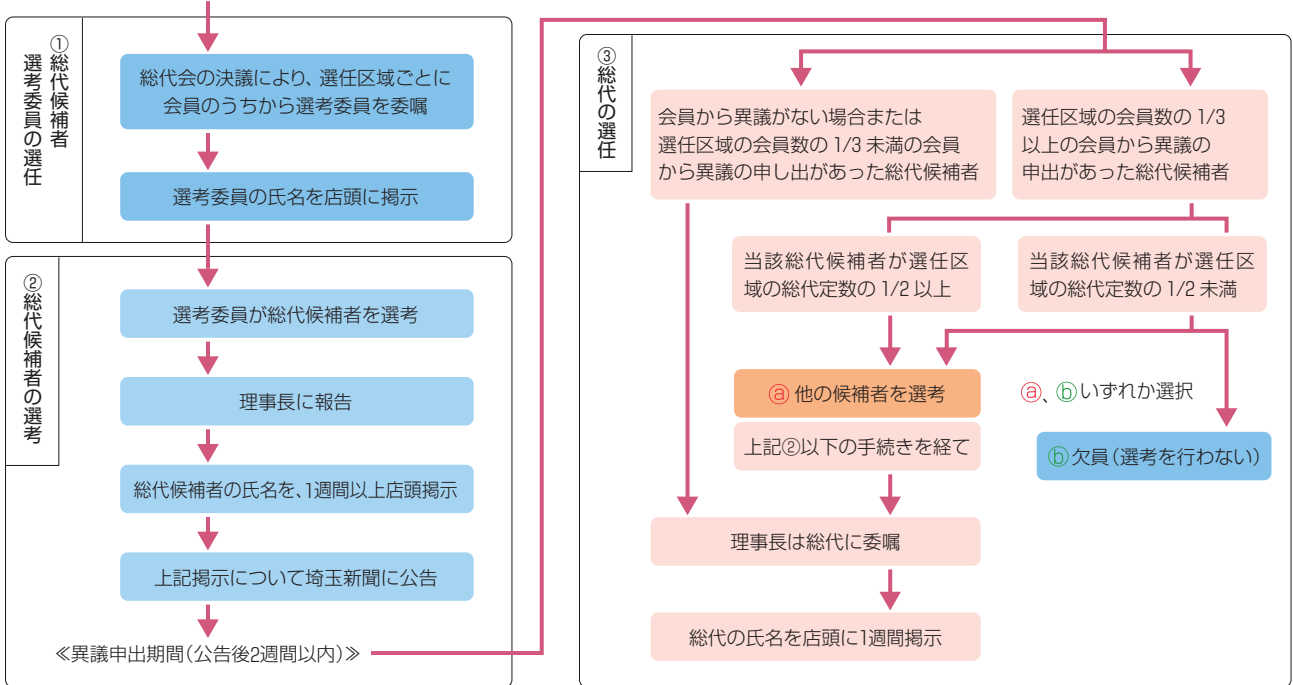 ①総代候補者
選考委員の選任
総代会の決議により、選任区域ごとに
会員のうちから選考委員を委嘱
選考委員の氏名を店頭に掲示
②総代候補者の選考
選考委員が総代候補者を選考
理事長に報告
総代候補者の氏名を、1週間以上店頭掲示
上記掲示について埼玉新聞に公告
≪異議申出期間(公告後2週間以内)≫
③総代の選任
会員から異議がない場合または
選任区域の会員数の 1/3 未満の会員
から異議の申し出があった総代候補者
選任区域の会員数の 1/3
以上の会員から異議の
申出があった総代候補者
当該総代候補者が選任区
域の総代定数の 1/2 以上
当該総代候補者が選任区
域の総代定数の 1/2 未満
ⓐ 他の候補者を選考
ⓐ、ⓑいずれか選択
上記②以下の手続きを経て
ⓑ欠員(選考を行わない)
理事長は総代に委嘱
総代の氏名を店頭に1週間掲示